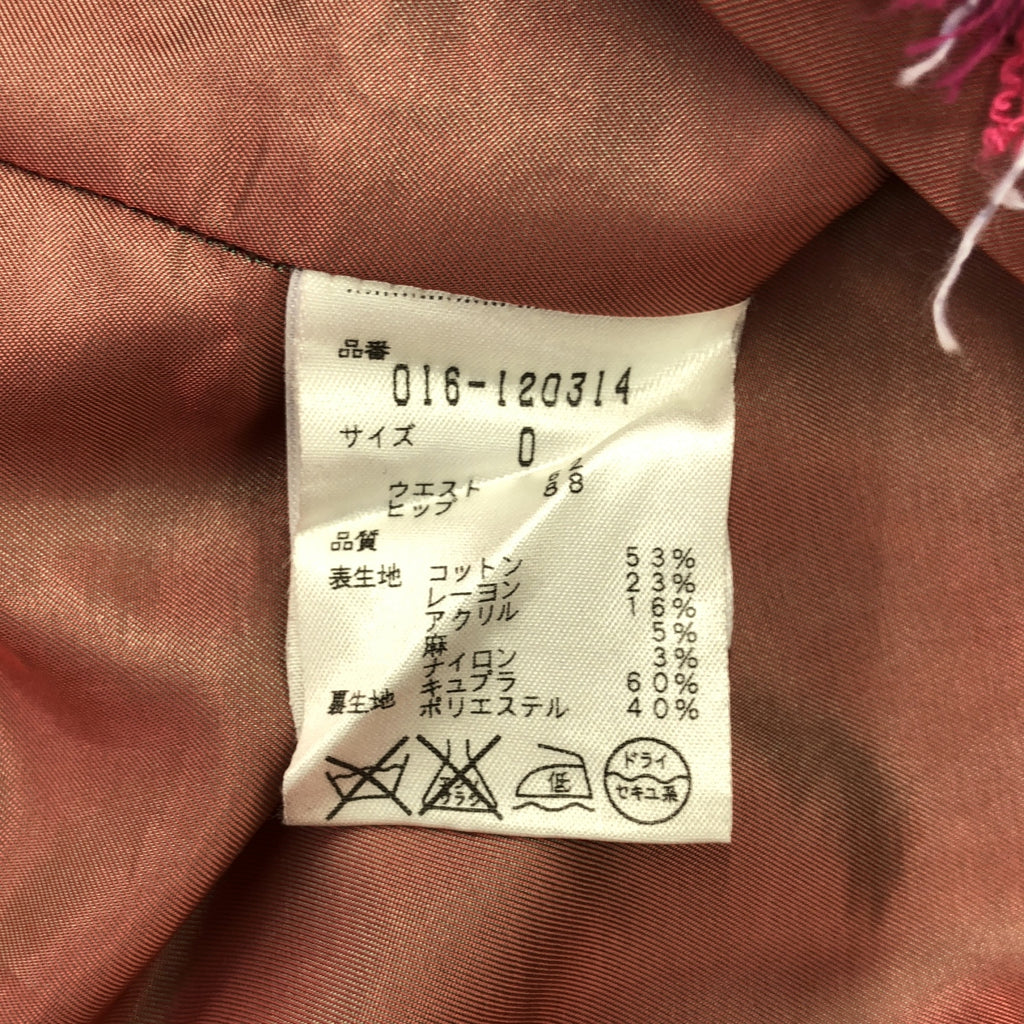 品番
016-120314
サイズ 0
ウエスト
ヒップ 88
品質
表生地 コットン 53%
レーヨン 23%
アクリル 16%
麻 5%
ナイロン 3%
裏生地 キュプラ 60%
ポリエステル 40%
低
ドライ
セキユ系